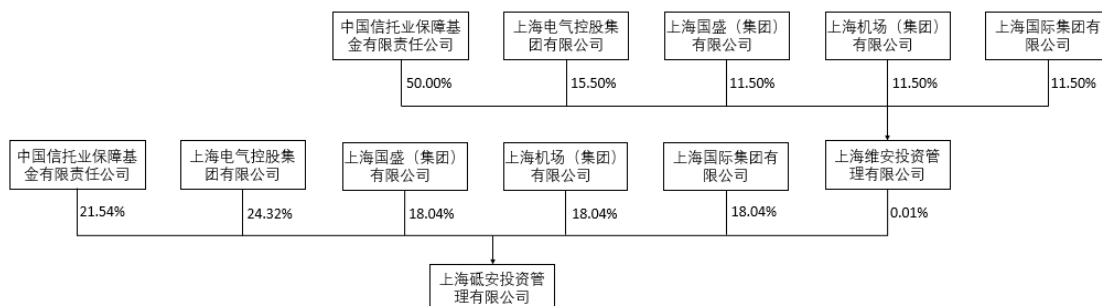 中国信托业保障基
金有限责任公司
上海电气控股集
团有限公司
上海国盛（集团）
有限公司
上海机场（集团）
有限公司
上海国际集团有
限公司
50.00%
15.50%
11.50%
11.50%
11.50%
中国信托业保障基
金有限责任公司
上海电气控股集
团有限公司
上海国盛（集团）
有限公司
上海机场（集团）
有限公司
上海国际集团有
限公司
上海维安投资管
理有限公司
21.54%
24.32%
18.04%
18.04%
18.04%
0.01%
上海砥安投资管
理有限公司